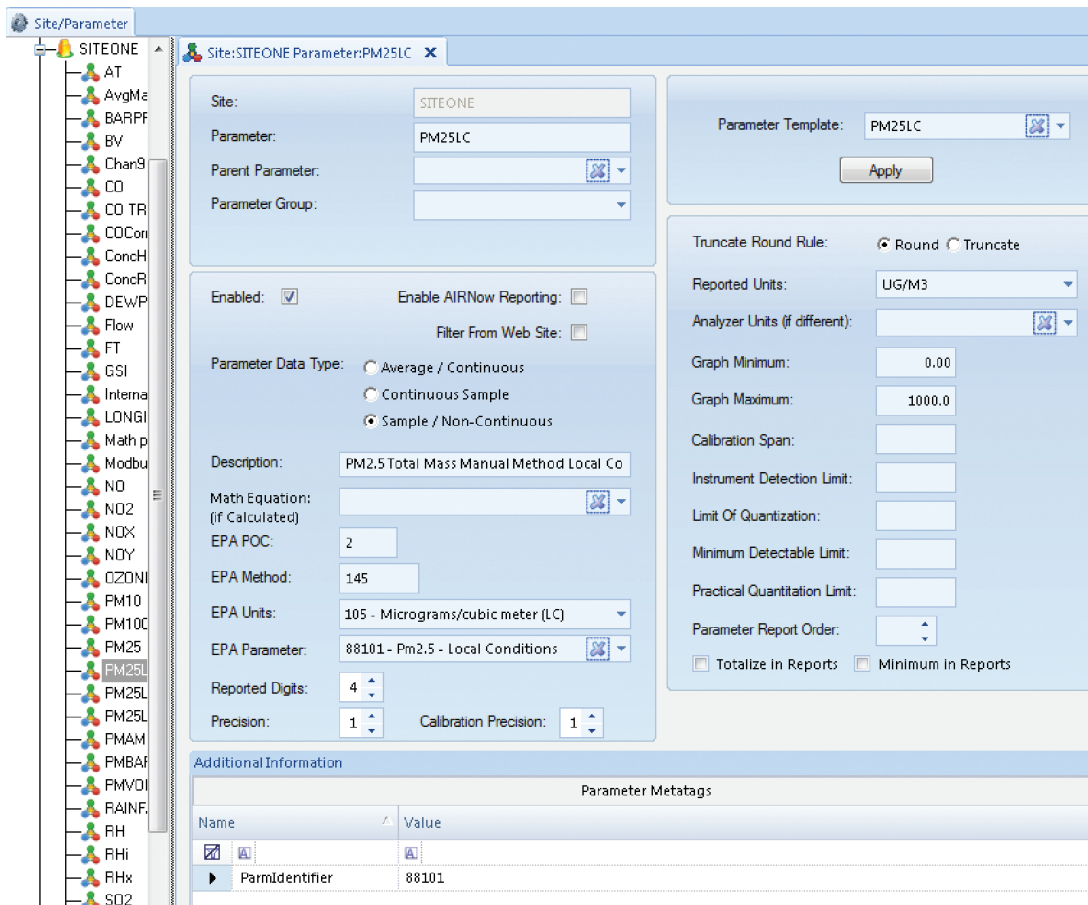 Site/Parameter
SITEONE
AT
AvgMa
BARPF
BV
Chan9
CO
CO TR
COCon
ConcH
ConcR
DEWP
Flow
FT
GSI
Interna
LONGI
Math p
Modbu
NO
NO2
NOX
NOY
OZONI
PM10
PM10C
PM25
PM25L
PM25L
PM25L
PMAM
PMBAF
PMVOI
RAINF.
RH
RHi
RHx
SO2
Site:SITEONE Parameter:PM25LC X
Site: SITEONE
Parameter: PM25LC
Parent Parameter:
Parameter Group:
Enabled: Enable AIRNow Reporting:
Filter From Web Site:
Parameter Data Type: Average / Continuous
Continuous Sample
Sample / Non-Continuous
Description: PM2.5 Total Mass Manual Method Local Co
Math Equation:
(if Calculated)
EPA POC: 2
EPA Method: 145
EPA Units: 105 - Micrograms/cubic meter (LC)
EPA Parameter: 88101 - Pm2.5 - Local Conditions
Reported Digits: 4
Precision: 1 Calibration Precision: 1
Parameter Template: PM25LC
Apply
Truncate Round Rule: Round Truncate
Reported Units: UG/M3
Analyzer Units (if different):
Graph Minimum: 0.00
Graph Maximum: 1000.0
Calibration Span:
Instrument Detection Limit:
Limit Of Quantization:
Minimum Detectable Limit:
Practical Quantitation Limit:
Parameter Report Order:
Totalize in Reports Minimum in Reports
Additional Information
Parameter Metatags
Name Value
A A
ParmIdentifier 88101